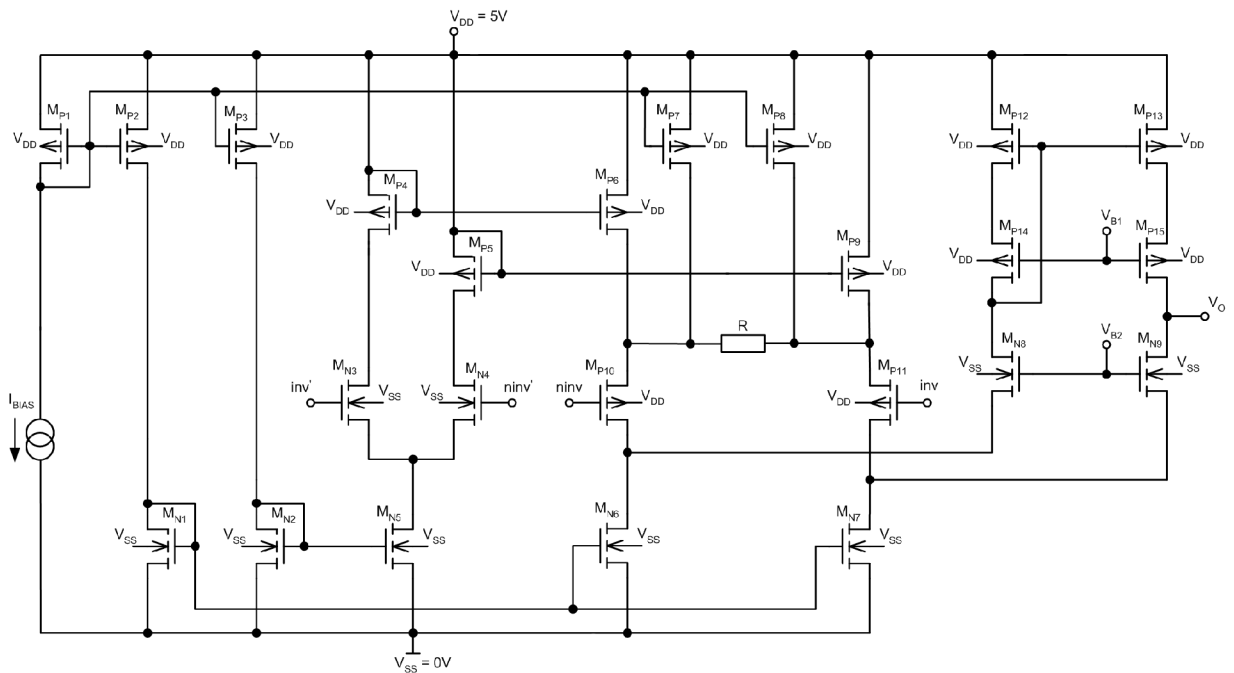 V_DD = 5V
M_P1
M_P2
M_P3
M_P7
M_P8
M_P12
M_P13
V_DD
V_DD
V_DD
V_DD
V_DD
V_DD
V_DD
M_P4
M_P6
V_DD
V_DD
M_P5
M_P9
M_P14
V_B1
M_P15
V_DD
V_DD
V_DD
V_DD
R
V_O
M_N3
M_N4
M_P10
M_P11
M_N8
V_B2
M_N9
inv'
V_SS
V_SS
ninv'
ninv
V_DD
V_DD
inv
V_SS
V_SS
I_BIAS
M_N1
M_N2
M_N5
M_N6
M_N7
V_SS
V_SS
V_SS
V_SS
V_SS
V_SS = 0V